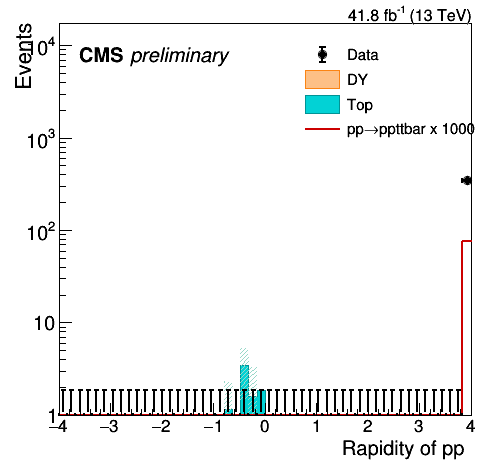 41.8 fb⁻¹ (13 TeV)
Events
CMS preliminary
Data
DY
Top
pp→ppttbar x 1000
10⁴
10³
10²
10
1
−4 −3 −2 −1 0 1 2 3 4
Rapidity of pp